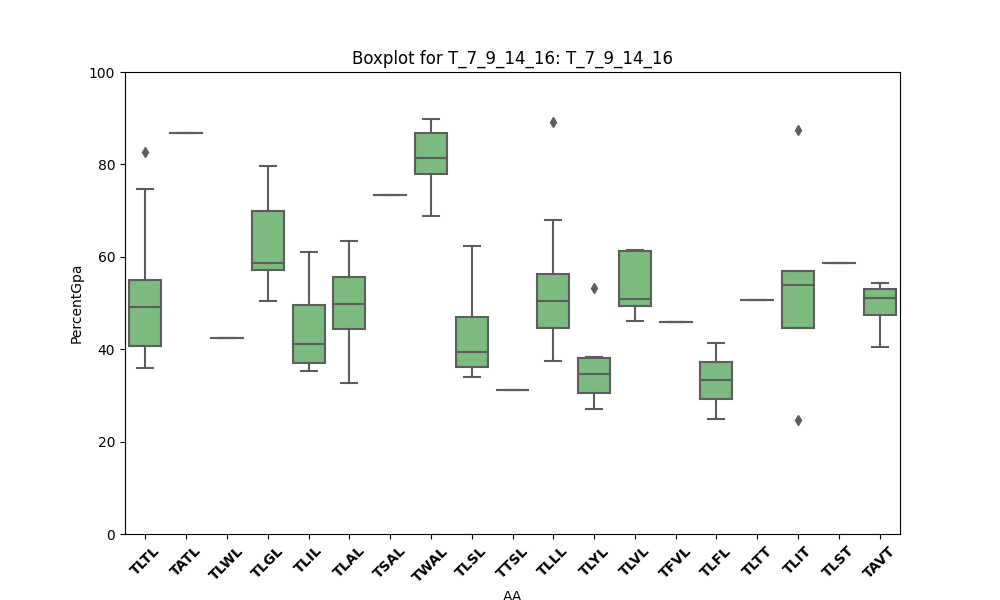 Boxplot for T_7_9_14_16: T_7_9_14_16
100
80
60
40
20
0
PercentGpa
TLTL
TATL
TLWL
TLGL
TLIL
TLAL
TSAL
TWAL
TLSL
TTSL
TLLL
TLYL
TLVL
TFVL
TLFL
TLTT
TLIT
TLST
TAVT
AA